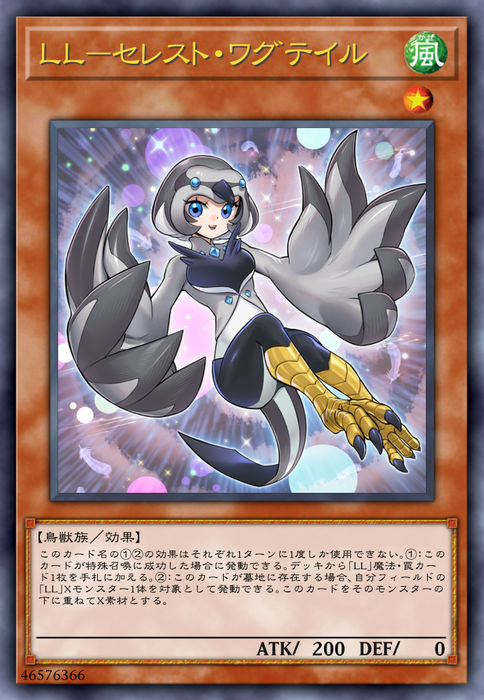 LL－セレスト・ワグテイル
かぜ
風
【鳥獣族／効果】
このカード名の①②の効果はそれぞれ1ターンに1度しか使用できない。①：この
カードが特殊召喚に成功した場合に発動できる。デッキから「LL」魔法・罠カー
ド1枚を手札に加える。②：このカードが墓地に存在する場合、自分フィールドの
「LL」Xモンスター1体を対象として発動できる。このカードをそのモンスターの
下に重ねてX素材とする。
ATK/ 200 DEF/ 0
46576366